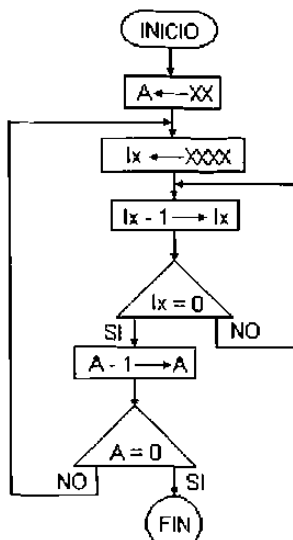 INICIO
A ← XX
Ix ← XXXX
Ix - 1 → Ix
Ix = 0
SI
NO
A - 1 → A
A = 0
NO
SI
FIN